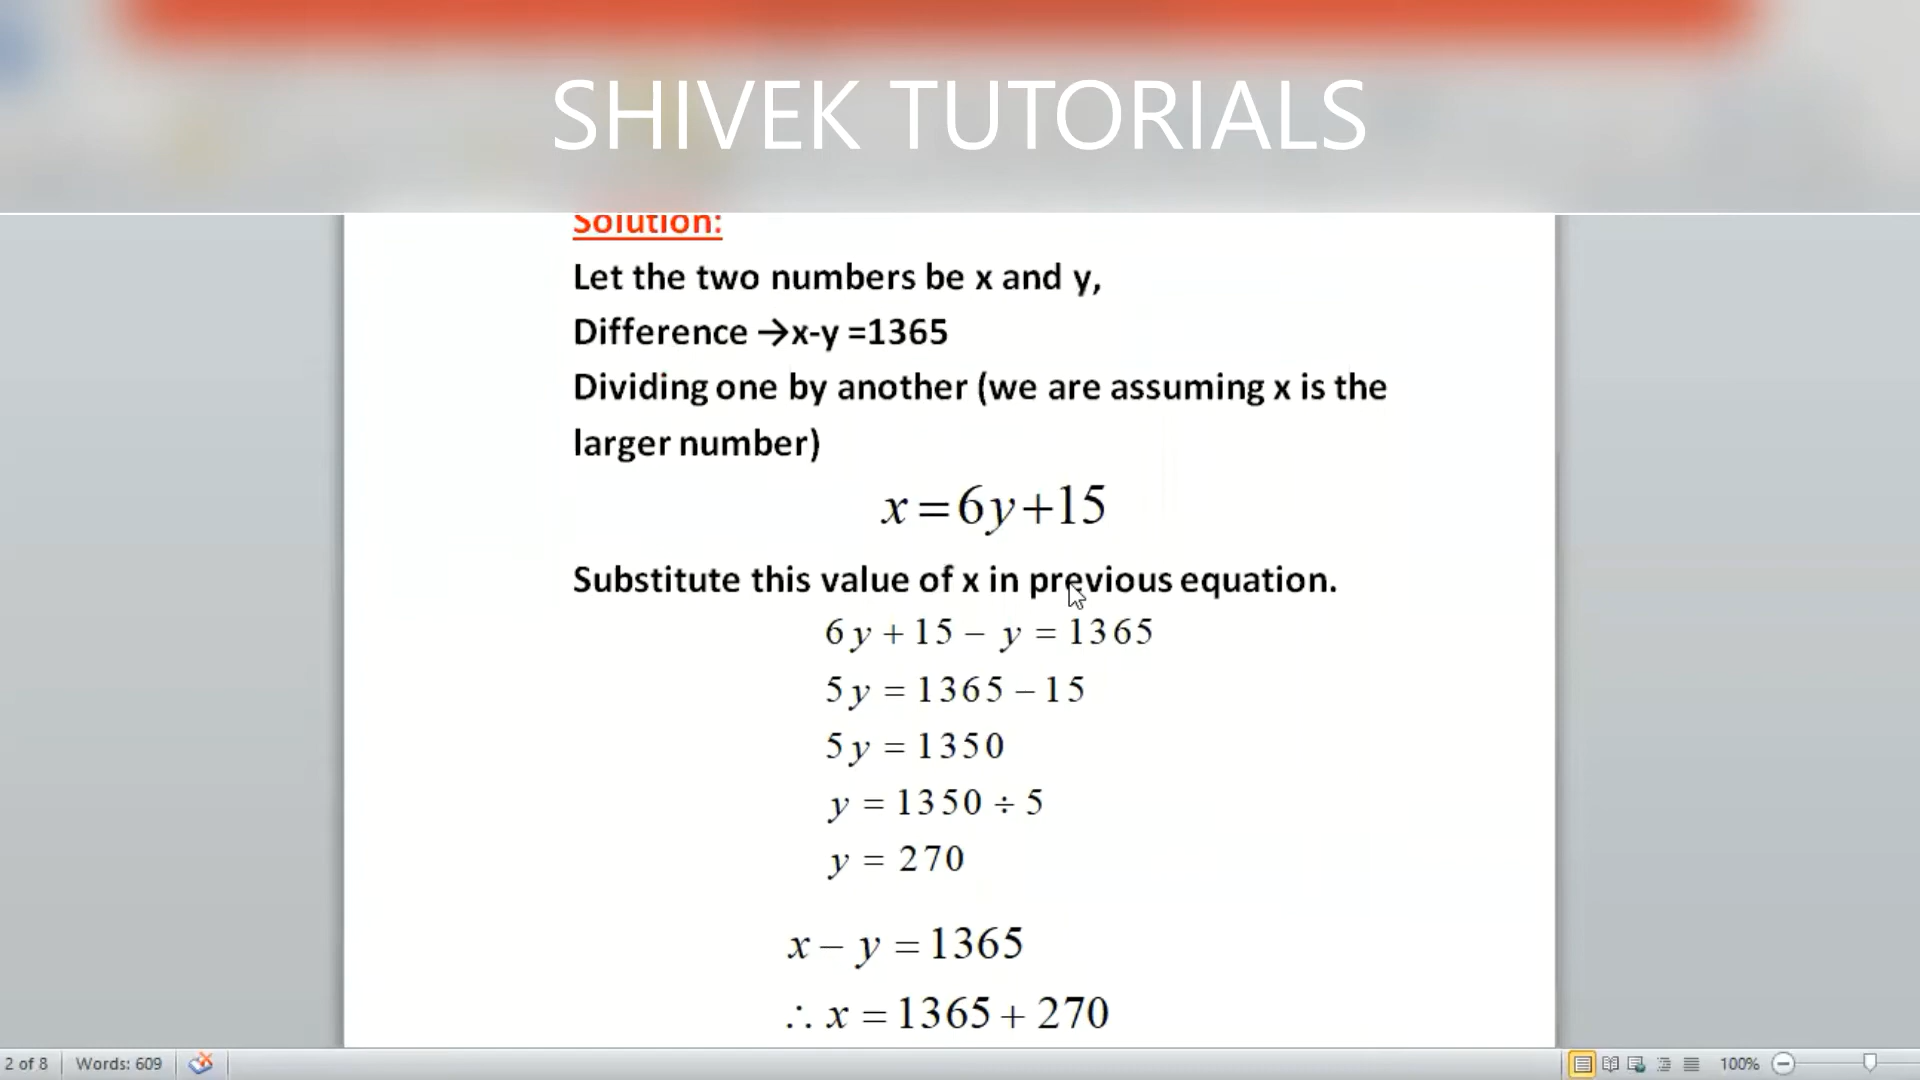 SHIVEK TUTORIALS
Solution:
Let the two numbers be x and y,
Difference →x-y =1365
Dividing one by another (we are assuming x is the
larger number)
x=6y+15
Substitute this value of x in previous equation.
6y + 15 − y = 1365
5y = 1365 − 15
5y = 1350
y = 1350 ÷ 5
y = 270
x − y = 1365
∴ x = 1365 + 270
2 of 8 Words: 609 100%